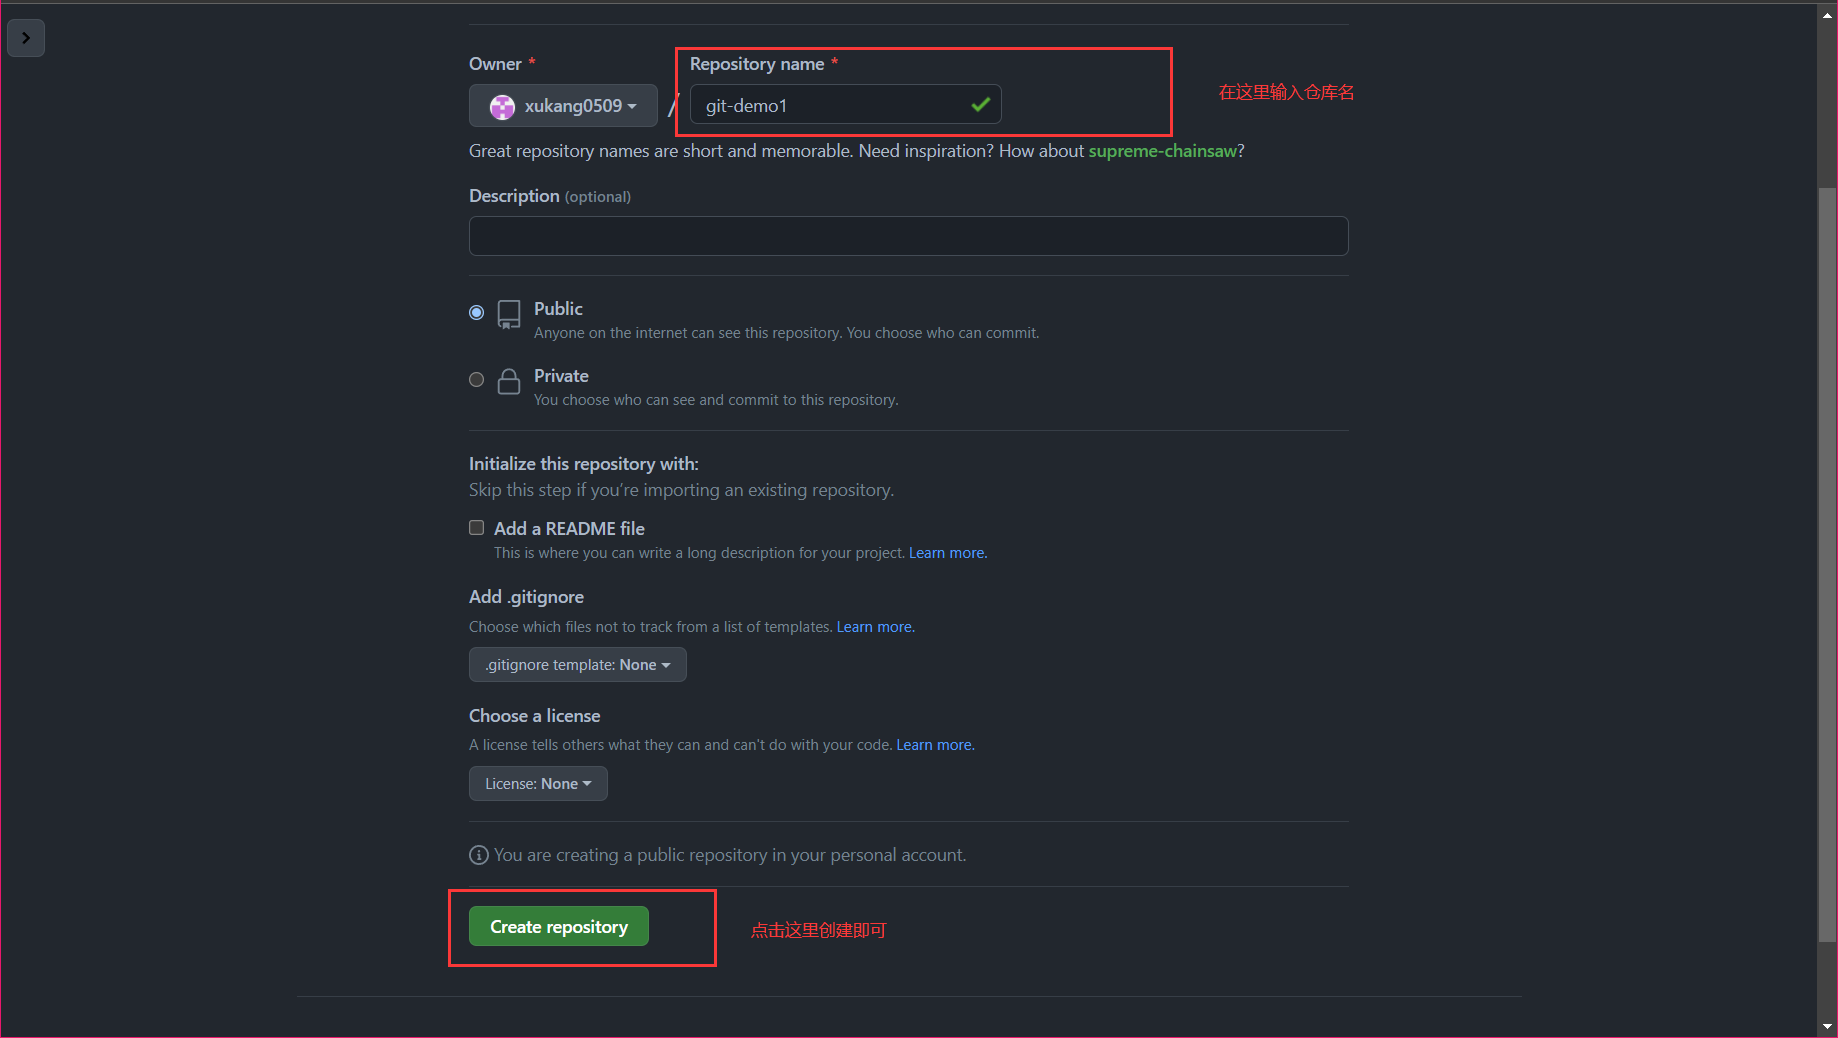 Owner *
Repository name *
xukang0509
/
git-demo1
在这里输入仓库名
Great repository names are short and memorable. Need inspiration? How about supreme-chainsaw?
Description (optional)
Public
Anyone on the internet can see this repository. You choose who can commit.
Private
You choose who can see and commit to this repository.
Initialize this repository with:
Skip this step if you’re importing an existing repository.
Add a README file
This is where you can write a long description for your project. Learn more.
Add .gitignore
Choose which files not to track from a list of templates. Learn more.
.gitignore template: None
Choose a license
A license tells others what they can and can't do with your code. Learn more.
License: None
You are creating a public repository in your personal account.
Create repository
点击这里创建即可